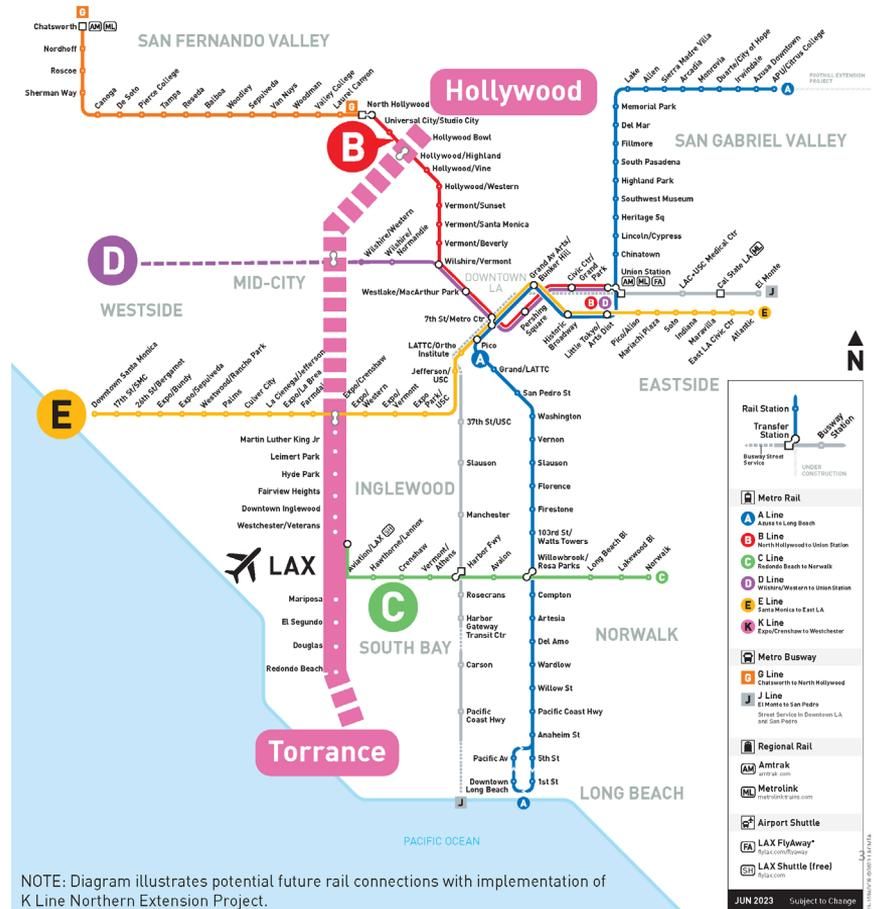 G
Chatsworth AM ML
Nordhoff
Roscoe
Sherman Way
SAN FERNANDO VALLEY
Canoga
De Soto
Pierce College
Tampa
Reseda
Balboa
Woodley
Sepulveda
Van Nuys
Woodman
Valley College
Laurel Canyon
G
North Hollywood
Universal City/Studio City
Hollywood
B
Hollywood Bowl
Hollywood/Highland
Hollywood/Vine
Hollywood/Western
Vermont/Sunset
Vermont/Santa Monica
Vermont/Beverly
Wilshire/Vermont
Lake
Allen
Sierra Madre Villa
Arcadia
Monrovia
Duarte/City of Hope
Irwindale
Azusa Downtown
APU/Citrus College
A
FOOTHILL EXTENSION
PROJECT
Memorial Park
Del Mar
Fillmore
South Pasadena
Highland Park
Southwest Museum
Heritage Sq
Lincoln/Cypress
Chinatown
Union Station
AM ML FA
SAN GABRIEL VALLEY
LAC+USC Medical Ctr
Cal State LA ML
El Monte
J
D
Wilshire/Western
Wilshire/
Normandie
MID-CITY
WESTSIDE
DOWNTOWN
LA
Westlake/MacArthur Park
7th St/Metro Ctr
Pershing
Square
Grand Av Arts/
Bunker Hill
Civic Ctr/
Grand
Park
B D
Historic
Broadway
Little Tokyo/
Arts Dist
Pico/Aliso
Mariachi Plaza
Soto
Indiana
Maravilla
East LA Civic Ctr
Atlantic
E
EASTSIDE
N
E
Downtown Santa Monica
17th St/SMC
26th St/Bergamot
Expo/Bundy
Expo/Sepulveda
Westwood/Rancho Park
Palms
Culver City
La Cienega/Jefferson
Expo/La Brea
Farmdale
Expo/Crenshaw
Expo/
Western
Expo/
Vermont
Expo
Park/
USC
Jefferson/
USC
LATTC/Ortho
Institute
Pico
A
Grand/LATTC
San Pedro St
Washington
Vernon
Slauson
Florence
Firestone
103rd St/
Watts Towers
Willowbrook/
Rosa Parks
37th St/USC
Slauson
Manchester
Harbor Fwy
Avalon
Long Beach Bl
Lakewood Bl
Norwalk
C
Martin Luther King Jr
Leimert Park
Hyde Park
Fairview Heights
Downtown Inglewood
Westchester/Veterans
INGLEWOOD
LAX
Aviation/LAX SH
Hawthorne/Lennox
Crenshaw
Vermont/
Athens
C
SOUTH BAY
NORWALK
Mariposa
El Segundo
Douglas
Redondo Beach
Torrance
Rosecrans
Harbor
Gateway
Transit Ctr
Carson
Pacific
Coast Hwy
J
Compton
Artesia
Del Amo
Wardlow
Willow St
Pacific Coast Hwy
Anaheim St
Pacific Av
5th St
Downtown
Long Beach
1st St
A
LONG BEACH
PACIFIC OCEAN
Rail Station
Transfer
Station
Busway
Station
Busway Street
Service
UNDER
CONSTRUCTION
Metro Rail
A A Line
Azusa to Long Beach
B B Line
North Hollywood to Union Station
C C Line
Redondo Beach to Norwalk
D D Line
Wilshire/Western to Union Station
E E Line
Santa Monica to East LA
K K Line
Expo/Crenshaw to Westchester
Metro Busway
G G Line
Chatsworth to North Hollywood
J J Line
El Monte to San Pedro
Street Service in Downtown LA
and San Pedro
Regional Rail
AM Amtrak
amtrak.com
ML Metrolink
metrolinktrains.com
Airport Shuttle
FA LAX FlyAway*
flylax.com/flyaway
SH LAX Shuttle (free)
flylax.com
JUN 2023 Subject to Change
3
NOTE: Diagram illustrates potential future rail connections with implementation of
K Line Northern Extension Project.